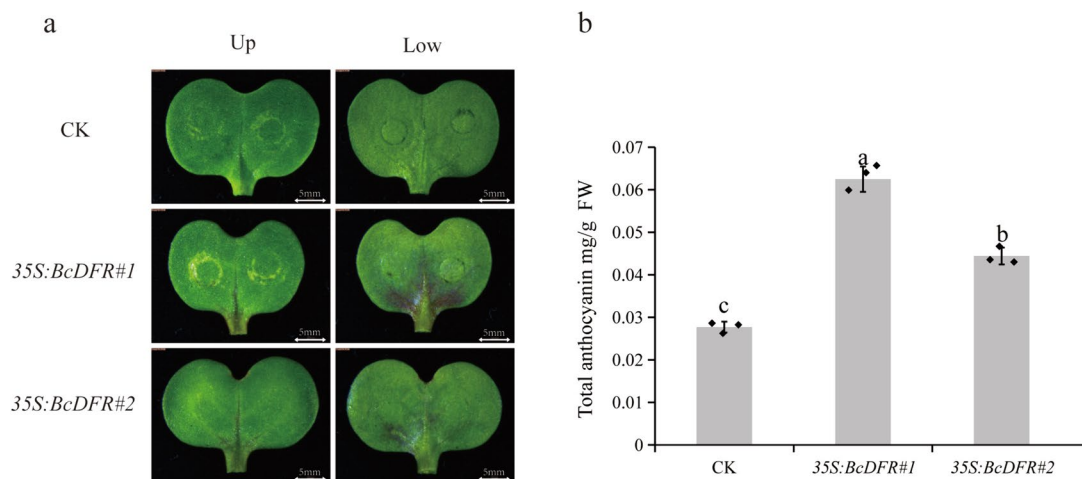 a
Up
Low
CK
5mm
5mm
35S:BcDFR#1
5mm
5mm
35S:BcDFR#2
5mm
5mm
b
Total anthocyanin mg/g FW
0.07
0.06
0.05
0.04
0.03
0.02
0.01
0
a
b
c
CK
35S:BcDFR#1
35S:BcDFR#2